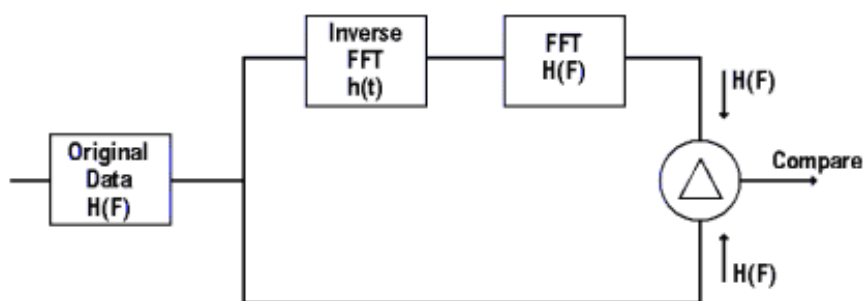 Inverse
FFT
h(t)
FFT
H(F)
H(F)
Original
Data
H(F)
Compare
H(F)